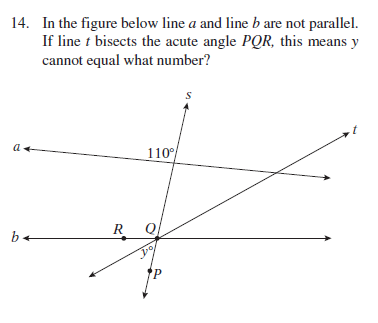 14. In the figure below line a and line b are not parallel.
If line t bisects the acute angle PQR, this means y
cannot equal what number?
s
t
a
110°
R Q
b
y°
P